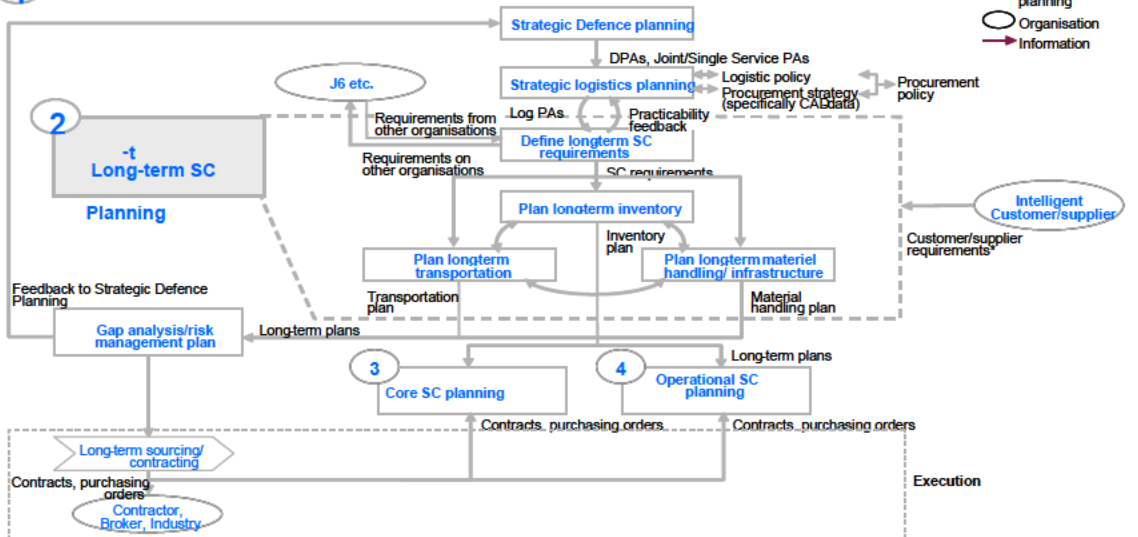 planning
Organisation
Information
Strategic Defence planning
DPAs, Joint/Single Service PAs
J6 etc.
Strategic logistics planning
Logistic policy
Procurement strategy
(specifically CADdata)
Procurement
policy
Log PAs
Practicability
feedback
Requirements from
other organisations
Define longterm SC
requirements
Requirements on
other organisations
SC requirements
2
-t
Long-term SC
Planning
Plan longterm inventory
Intelligent
Customer/supplier
Inventory
plan
Customer/supplier
requirements*
Plan longterm
transportation
Plan longterm materiel
handling/ infrastructure
Feedback to Strategic Defence
Planning
Transportation
plan
Material
handling plan
Gap analysis/risk
management plan
Long-term plans
Long-term plans
3
Core SC planning
4
Operational SC
planning
Contracts, purchasing orders
Contracts, purchasing orders
Long-term sourcing/
contracting
Contracts, purchasing
orders
Execution
Contractor,
Broker, Industry